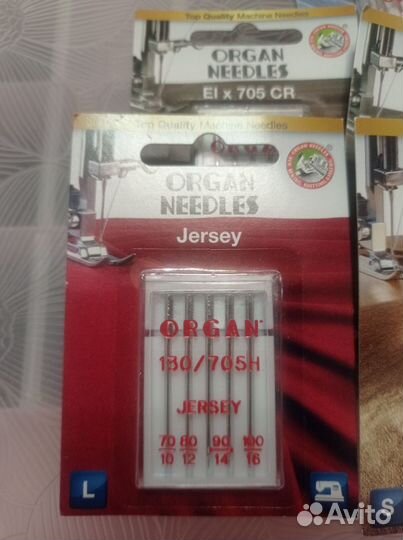 Top Quality Machine Needles
ORGAN
NEEDLES
EI x 705 CR
Top Quality Machine Needles
ORGAN
NEEDLES
Jersey
ORGAN
130/705H
JERSEY
70 80 90 100
10 12 14 16
L
S
Avito